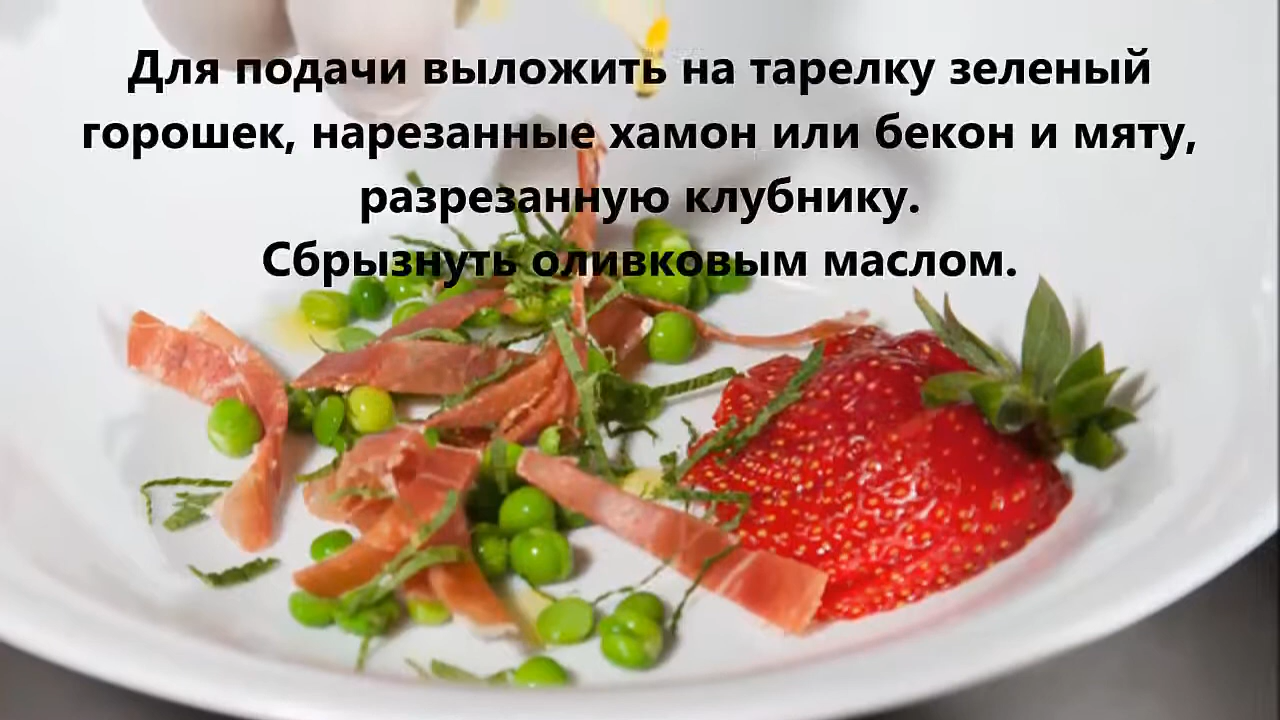 Для подачи выложить на тарелку зеленый
горошек, нарезанные хамон или бекон и мяту,
разрезанную клубнику.
Сбрызнуть оливковым маслом.